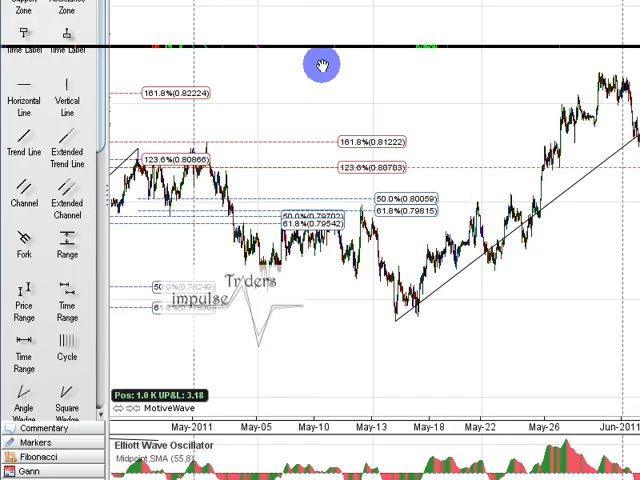 Support
Zone
Resistance
Zone
Time Label
Time Label
Horizontal
Line
Vertical
Line
Trend Line
Extended
Trend Line
Channel
Extended
Channel
Fork
Range
Price
Range
Time
Range
Time
Range
Cycle
Angle
Wedge
Square
Wedge
Commentary
Markers
Fibonacci
Gann
161.8%(0.82224)
161.8%(0.81222)
123.6%(0.80866)
123.6%(0.80703)
50.0%(0.80059)
61.8%(0.79815)
50.0%(0.79702)
61.8%(0.79542)
Traders
impulse
Pos: 1.0 K UP&L: 3.18
MotiveWave
May-2011
May-05
May-10
May-13
May-18
May-22
May-26
Jun-2011
Elliott Wave Oscillator
Midpoint,SMA (55,8)